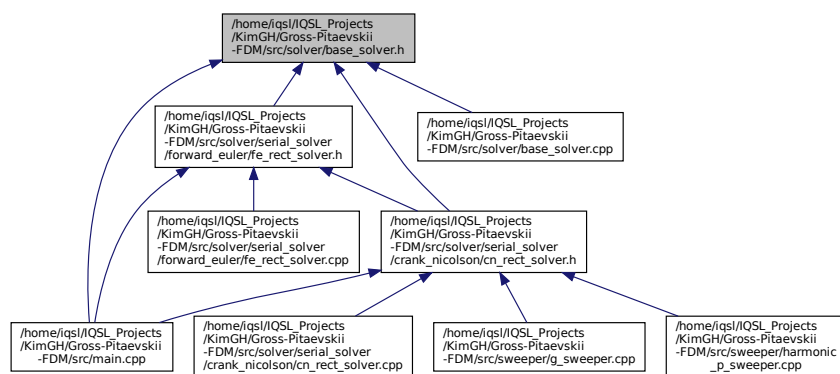 /home/iqsl/IQSL_Projects
/KimGH/Gross-Pitaevskii
-FDM/src/solver/base_solver.h
/home/iqsl/IQSL_Projects
/KimGH/Gross-Pitaevskii
-FDM/src/solver/serial_solver
/forward_euler/fe_rect_solver.h
/home/iqsl/IQSL_Projects
/KimGH/Gross-Pitaevskii
-FDM/src/solver/base_solver.cpp
/home/iqsl/IQSL_Projects
/KimGH/Gross-Pitaevskii
-FDM/src/solver/serial_solver
/forward_euler/fe_rect_solver.cpp
/home/iqsl/IQSL_Projects
/KimGH/Gross-Pitaevskii
-FDM/src/solver/serial_solver
/crank_nicolson/cn_rect_solver.h
/home/iqsl/IQSL_Projects
/KimGH/Gross-Pitaevskii
-FDM/src/main.cpp
/home/iqsl/IQSL_Projects
/KimGH/Gross-Pitaevskii
-FDM/src/solver/serial_solver
/crank_nicolson/cn_rect_solver.cpp
/home/iqsl/IQSL_Projects
/KimGH/Gross-Pitaevskii
-FDM/src/sweeper/g_sweeper.cpp
/home/iqsl/IQSL_Projects
/KimGH/Gross-Pitaevskii
-FDM/src/sweeper/harmonic
_p_sweeper.cpp